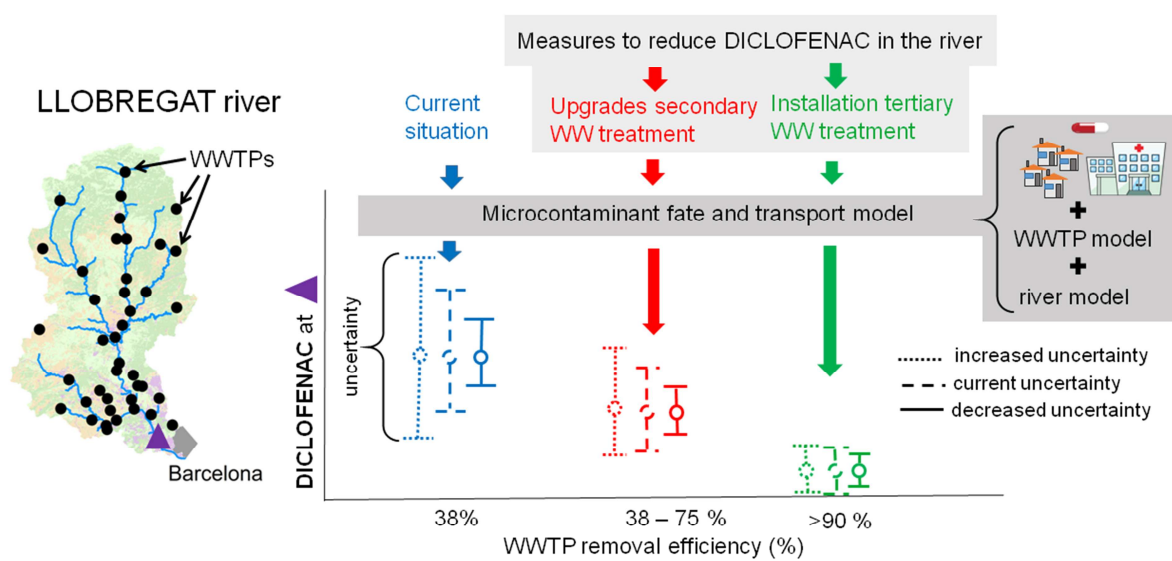 Measures to reduce DICLOFENAC in the river
LLOBREGAT river
WWTPs
Current
situation
Upgrades secondary
WW treatment
Installation tertiary
WW treatment
Microcontaminant fate and transport model
+
WWTP model
+
river model
DICLOFENAC at
uncertainty
increased uncertainty
current uncertainty
decreased uncertainty
Barcelona
38%
38 – 75 %
>90 %
WWTP removal efficiency (%)